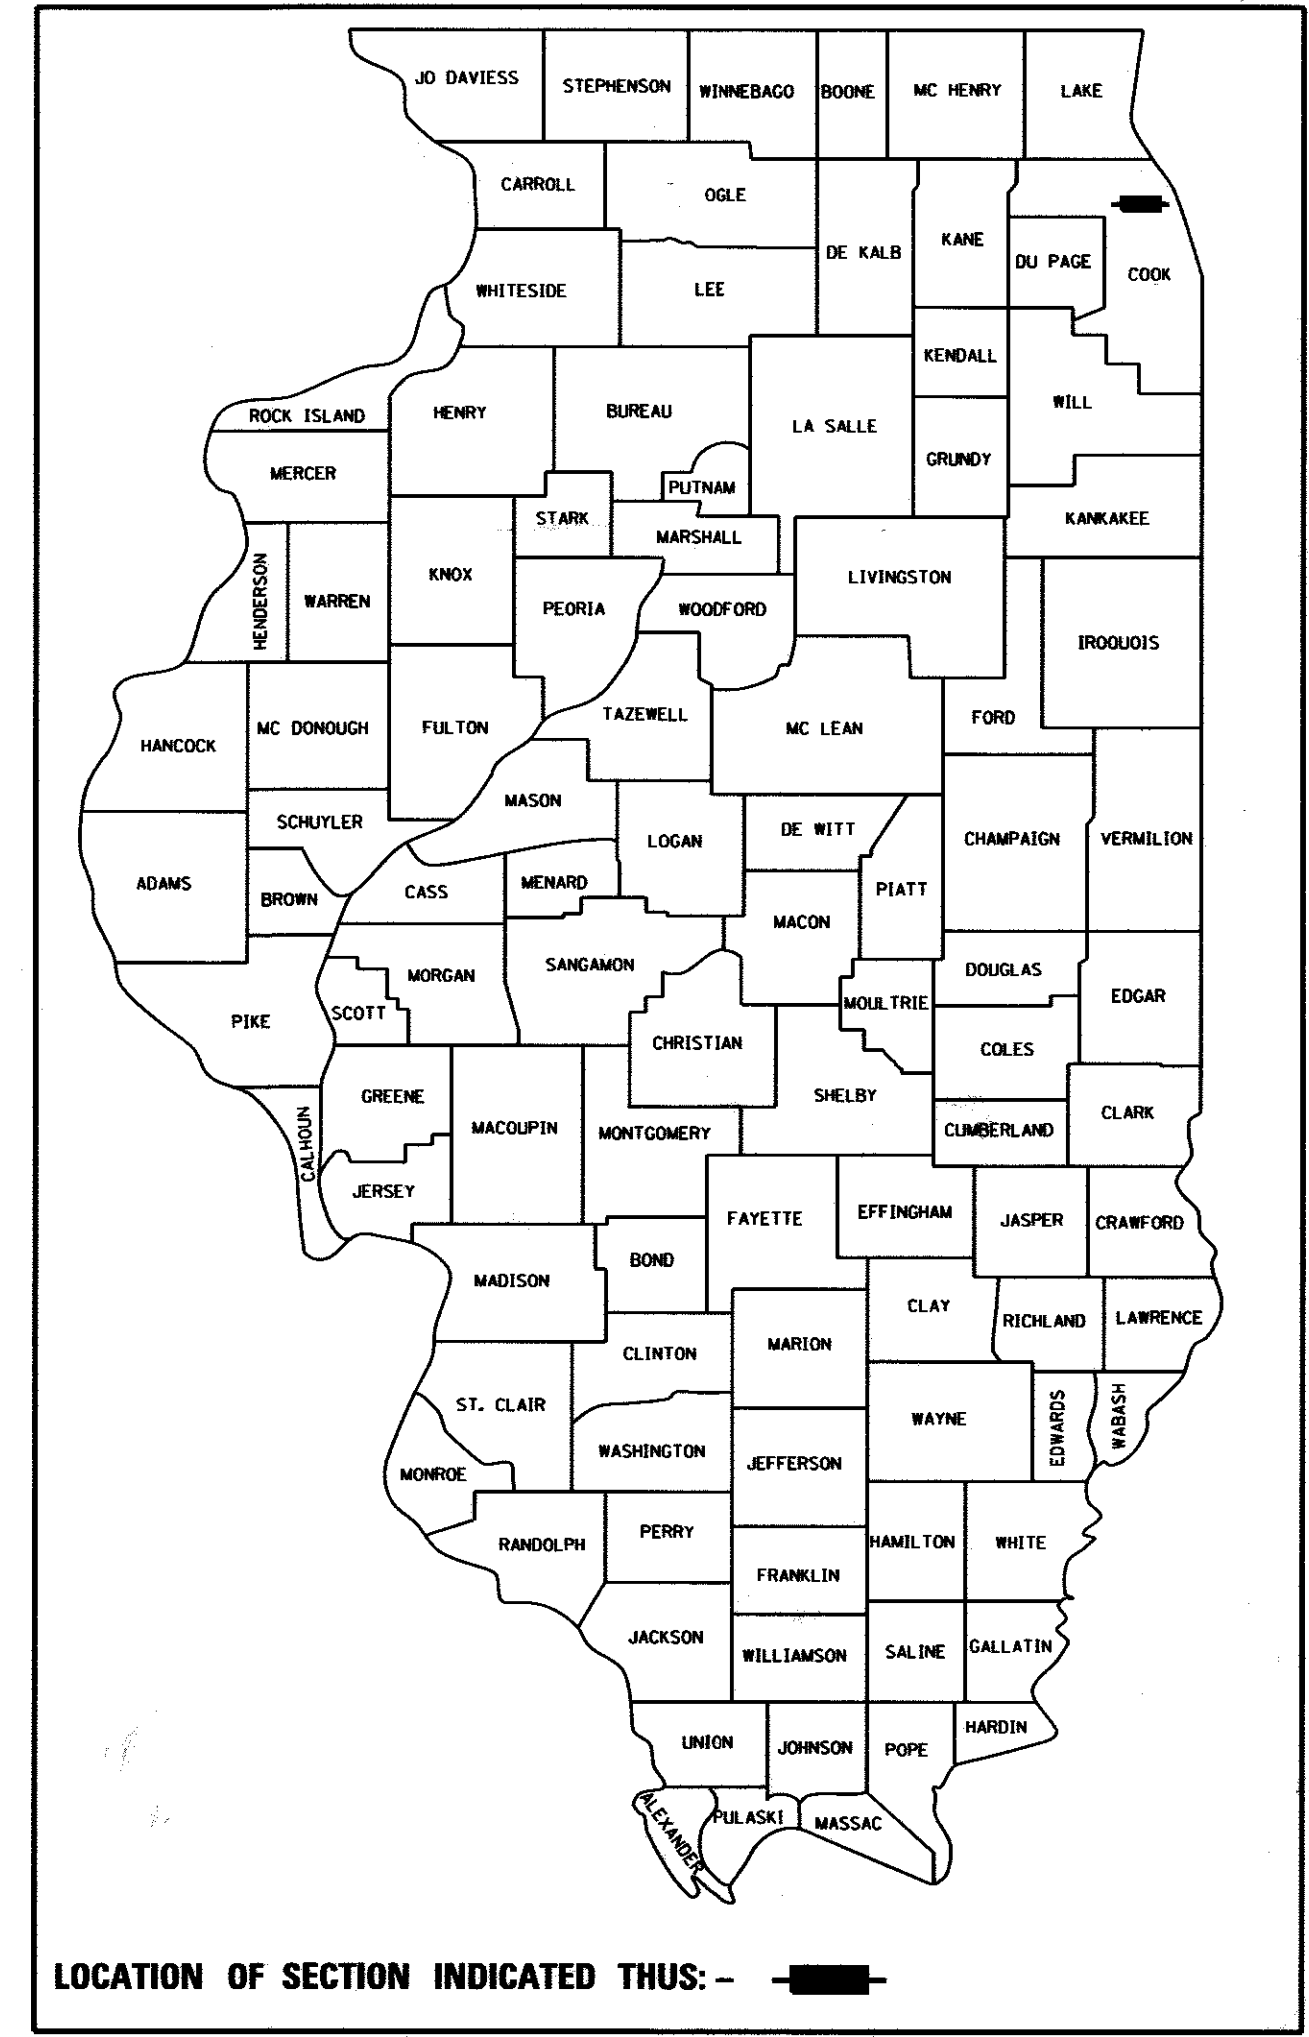 JO DAVIESS
STEPHENSON
WINNEBAGO
BOONE
MC HENRY
LAKE
CARROLL
OGLE
DE KALB
KANE
DU PAGE
COOK
WHITESIDE
LEE
KENDALL
ROCK ISLAND
HENRY
BUREAU
LA SALLE
WILL
GRUNDY
MERCER
PUTNAM
STARK
KANKAKEE
MARSHALL
HENDERSON
WARREN
KNOX
PEORIA
WOODFORD
LIVINGSTON
IROQUOIS
HANCOCK
MC DONOUGH
FULTON
TAZEWELL
MC LEAN
FORD
SCHUYLER
MASON
LOGAN
DE WITT
CHAMPAIGN
VERMILION
ADAMS
BROWN
CASS
MENARD
PIATT
MACON
MORGAN
SANGAMON
DOUGLAS
EDGAR
PIKE
SCOTT
MOULTRIE
CHRISTIAN
COLES
GREENE
SHELBY
CALHOUN
MACOUPIN
MONTGOMERY
CUMBERLAND
CLARK
JERSEY
FAYETTE
EFFINGHAM
JASPER
CRAWFORD
BOND
MADISON
CLAY
RICHLAND
LAWRENCE
CLINTON
MARION
ST. CLAIR
WAYNE
EDWARDS
WABASH
WASHINGTON
JEFFERSON
MONROE
RANDOLPH
PERRY
HAMILTON
WHITE
FRANKLIN
JACKSON
WILLIAMSON
SALINE
GALLATIN
UNION
JOHNSON
POPE
HARDIN
ALEXANDER
PULASKI
MASSAC
LOCATION OF SECTION INDICATED THUS: -